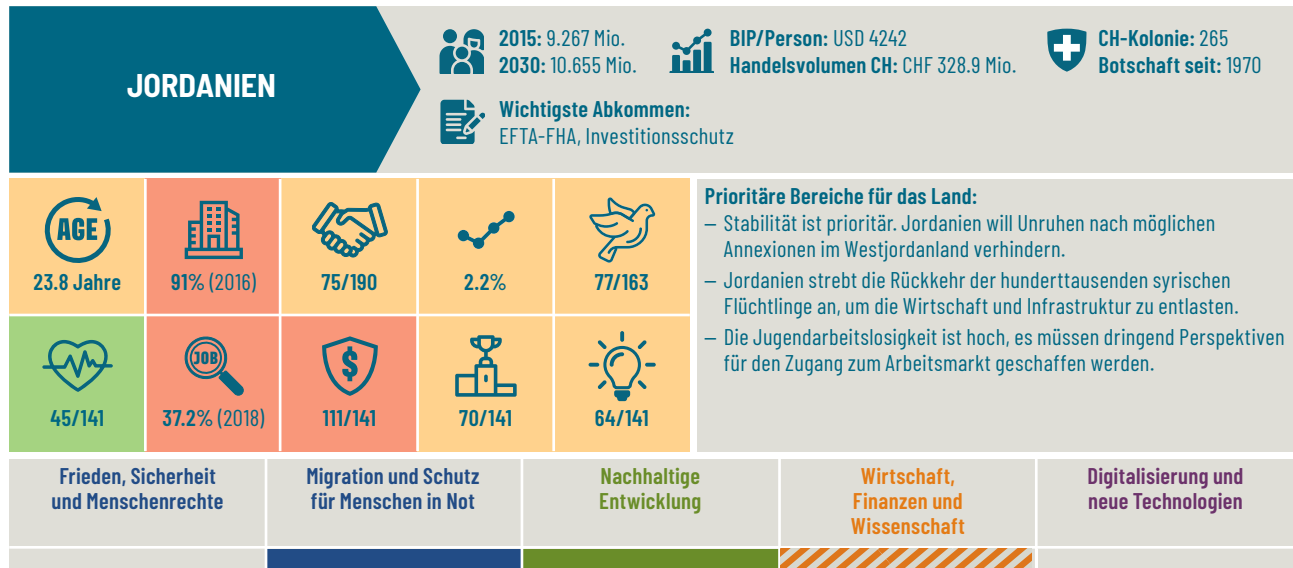 JORDANIEN
2015: 9.267 Mio.
2030: 10.655 Mio.
BIP/Person: USD 4242
Handelsvolumen CH: CHF 328.9 Mio.
CH-Kolonie: 265
Botschaft seit: 1970
Wichtigste Abkommen:
EFTA-FHA, Investitionsschutz
AGE
23.8 Jahre
91% (2016)
75/190
2.2%
77/163
45/141
JOB
37.2% (2018)
$
111/141
70/141
64/141
Prioritäre Bereiche für das Land:
– Stabilität ist prioritär. Jordanien will Unruhen nach möglichen
Annexionen im Westjordanland verhindern.
– Jordanien strebt die Rückkehr der hunderttausenden syrischen
Flüchtlinge an, um die Wirtschaft und Infrastruktur zu entlasten.
– Die Jugendarbeitslosigkeit ist hoch, es müssen dringend Perspektiven
für den Zugang zum Arbeitsmarkt geschaffen werden.
Frieden, Sicherheit
und Menschenrechte
Migration und Schutz
für Menschen in Not
Nachhaltige
Entwicklung
Wirtschaft,
Finanzen und
Wissenschaft
Digitalisierung und
neue Technologien